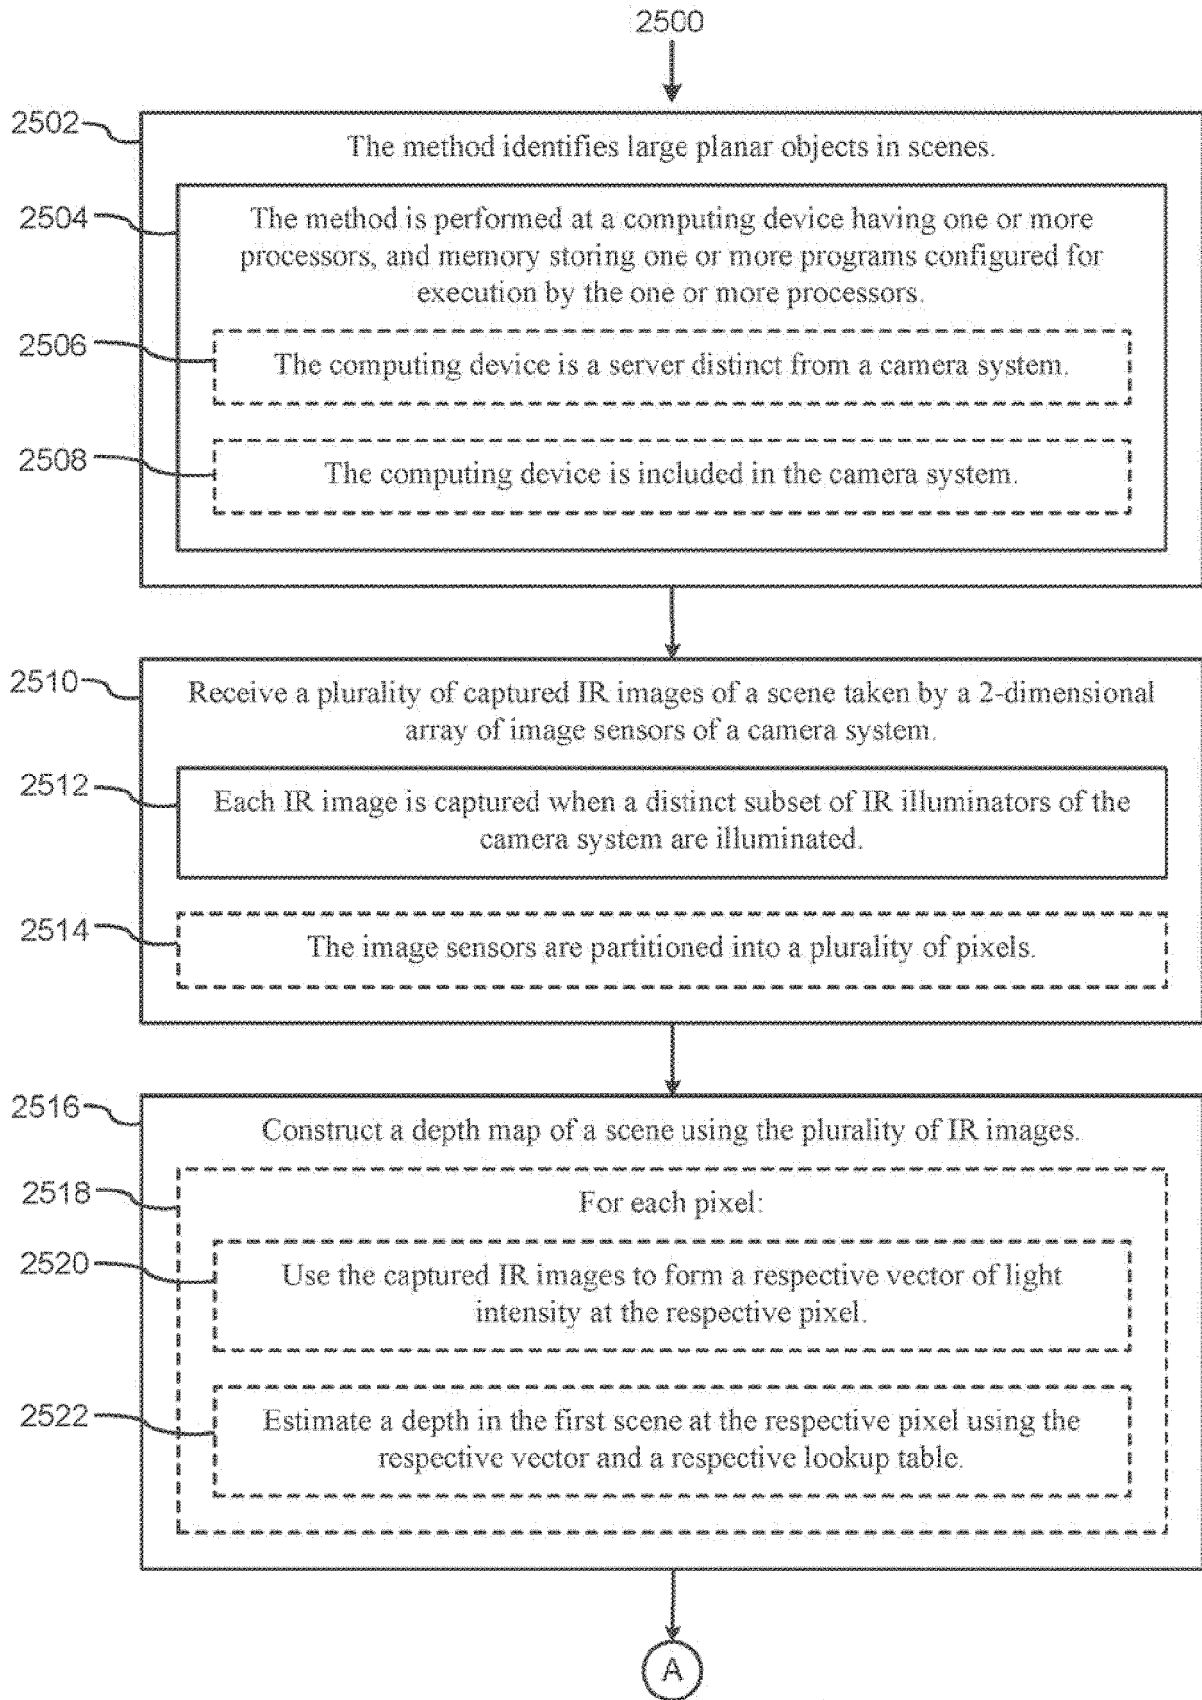 2500
2502
The method identifies large planar objects in scenes.
2504
The method is performed at a computing device having one or more
processors, and memory storing one or more programs configured for
execution by the one or more processors.
2506
The computing device is a server distinct from a camera system.
2508
The computing device is included in the camera system.
2510
Receive a plurality of captured IR images of a scene taken by a 2-dimensional
array of image sensors of a camera system.
2512
Each IR image is captured when a distinct subset of IR illuminators of the
camera system are illuminated.
2514
The image sensors are partitioned into a plurality of pixels.
2516
Construct a depth map of a scene using the plurality of IR images.
2518
For each pixel:
2520
Use the captured IR images to form a respective vector of light
intensity at the respective pixel.
2522
Estimate a depth in the first scene at the respective pixel using the
respective vector and a respective lookup table.
A